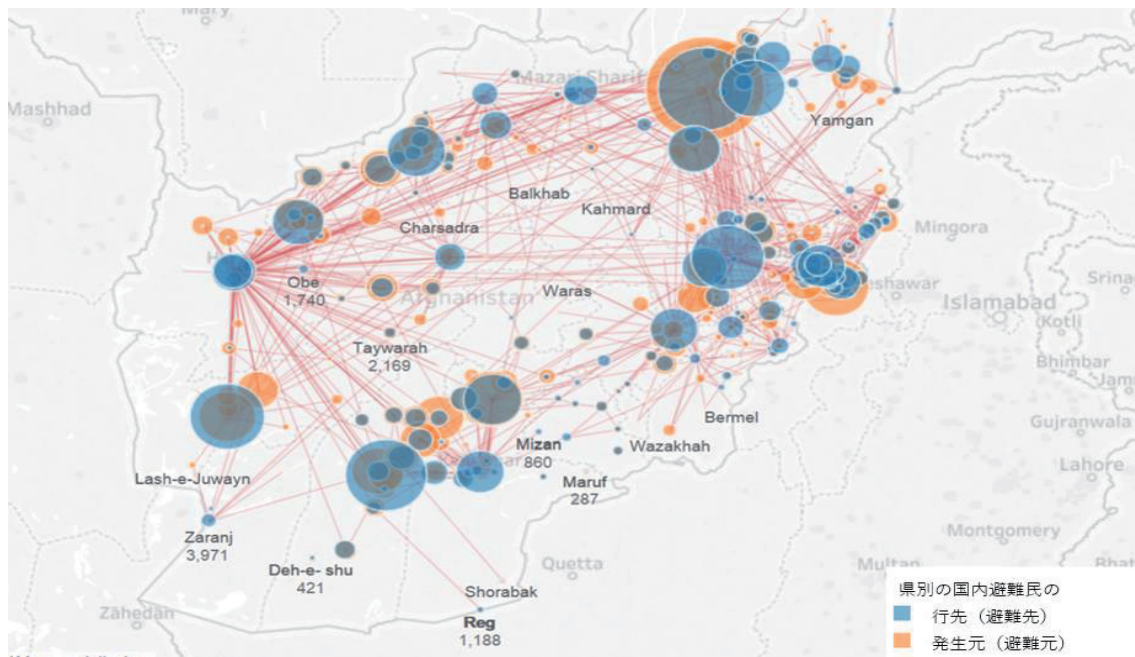 Mary
Mashhad
Mazari Sharif
Yamgan
Balkhab
Kahmard
Charsadra
Mingora
Obe
1,740
Afghanistan
Waras
Islamabad
Kotli
Taywarah
2,169
Bhimbar
Bermel
Gujranwala
Mizan
860
Wazakhah
Lahore
Lash-e-Juwayn
Maruf
287
Zaranj
3,971
Montgomery
Deh-e- shu
421
Quetta
Multan
Shorabak
Zāhedān
Reg
1,188
県別の国内避難民の
行先（避難先）
発生元（避難元）